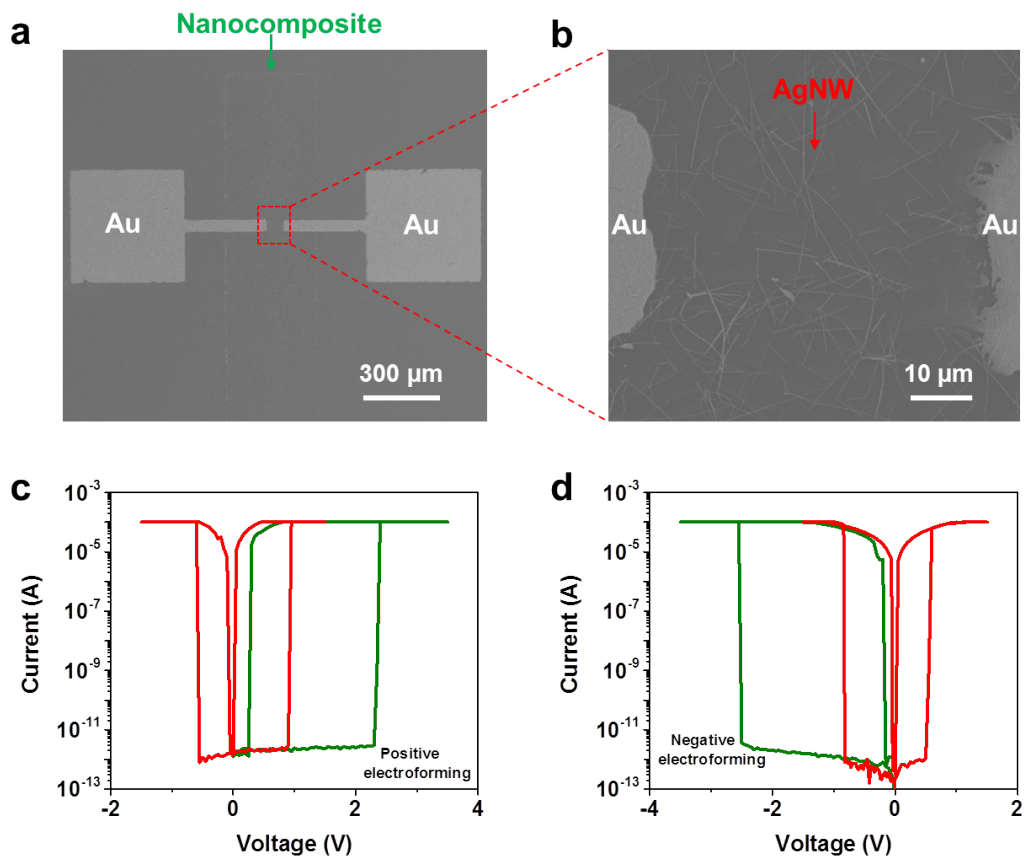 a
Nanocomposite
Au
Au
300 µm
b
AgNW
Au
Au
10 µm
c
Current (A)
10⁻³
10⁻⁵
10⁻⁷
10⁻⁹
10⁻¹¹
10⁻¹³
Positive
electroforming
-2
0
2
4
Voltage (V)
d
Current (A)
10⁻³
10⁻⁵
10⁻⁷
10⁻⁹
10⁻¹¹
10⁻¹³
Negative
electroforming
-4
-2
0
2
Voltage (V)